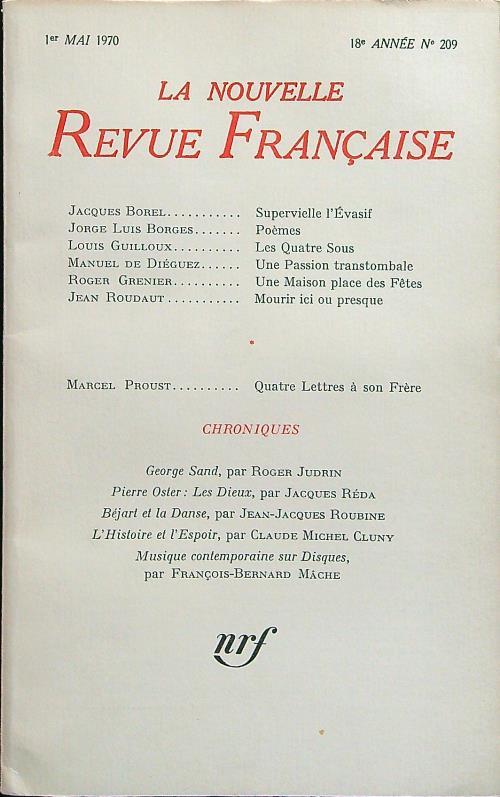 1er MAI 1970 18e ANNÉE No 209
LA NOUVELLE
REVUE FRANÇAISE
JACQUES BOREL........... Supervielle l'Évasif
JORGE LUIS BORGES....... Poèmes
LOUIS GUILLOUX.......... Les Quatre Sous
MANUEL DE DIÉGUEZ...... Une Passion transtombale
ROGER GRENIER.......... Une Maison place des Fêtes
JEAN ROUDAUT........... Mourir ici ou presque
*
MARCEL PROUST.......... Quatre Lettres à son Frère
CHRONIQUES
George Sand, par ROGER JUDRIN
Pierre Oster : Les Dieux, par JACQUES RÉDA
Béjart et la Danse, par JEAN-JACQUES ROUBINE
L'Histoire et l'Espoir, par CLAUDE MICHEL CLUNY
Musique contemporaine sur Disques,
par FRANÇOIS-BERNARD MÂCHE
nrf